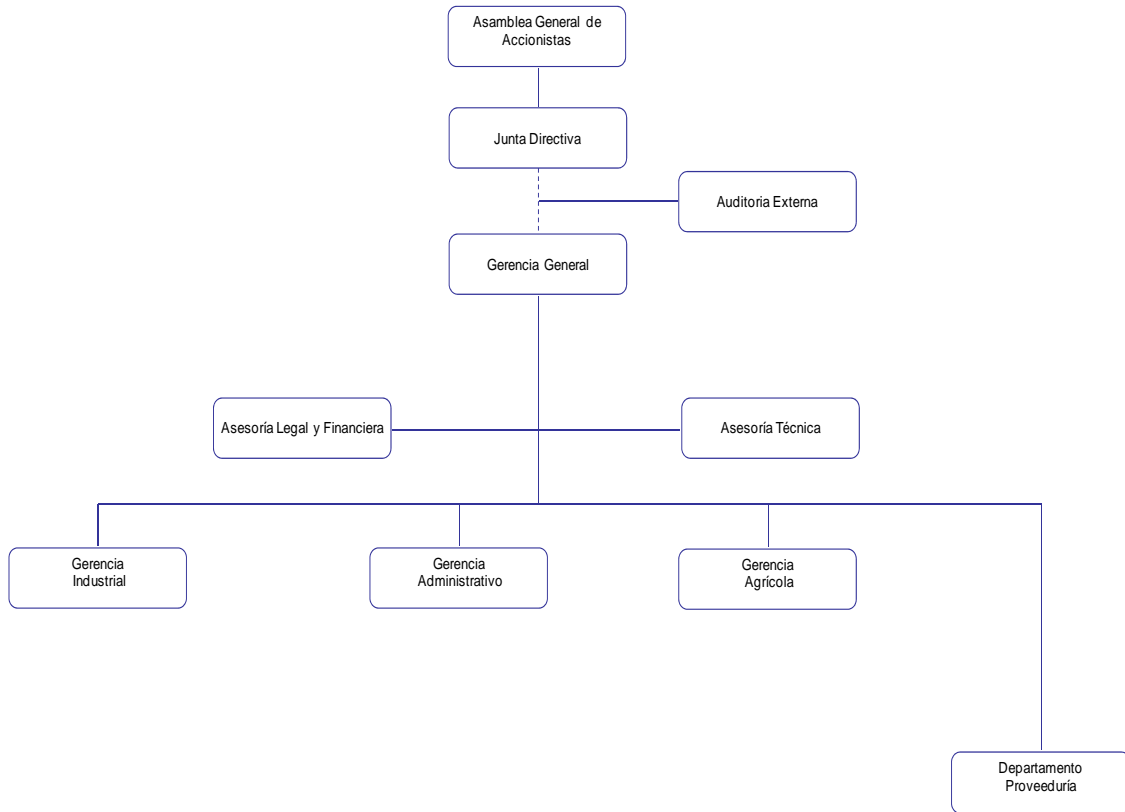 Asamblea General de
Accionistas
Junta Directiva
Auditoria Externa
Gerencia General
Asesoría Legal y Financiera
Asesoría Técnica
Gerencia
Industrial
Gerencia
Administrativo
Gerencia
Agrícola
Departamento
Proveeduría